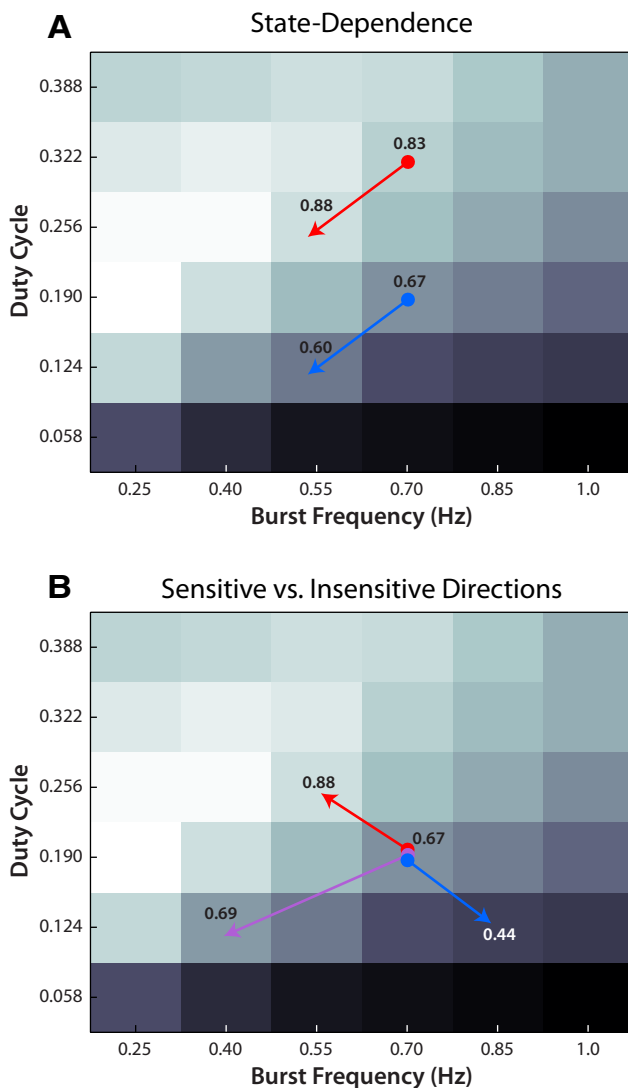 A
State-Dependence
Duty Cycle
0.388
0.322
0.256
0.190
0.124
0.058
0.83
0.88
0.67
0.60
0.25 0.40 0.55 0.70 0.85 1.0
Burst Frequency (Hz)
B
Sensitive vs. Insensitive Directions
Duty Cycle
0.388
0.322
0.256
0.190
0.124
0.058
0.88
0.67
0.69
0.44
0.25 0.40 0.55 0.70 0.85 1.0
Burst Frequency (Hz)